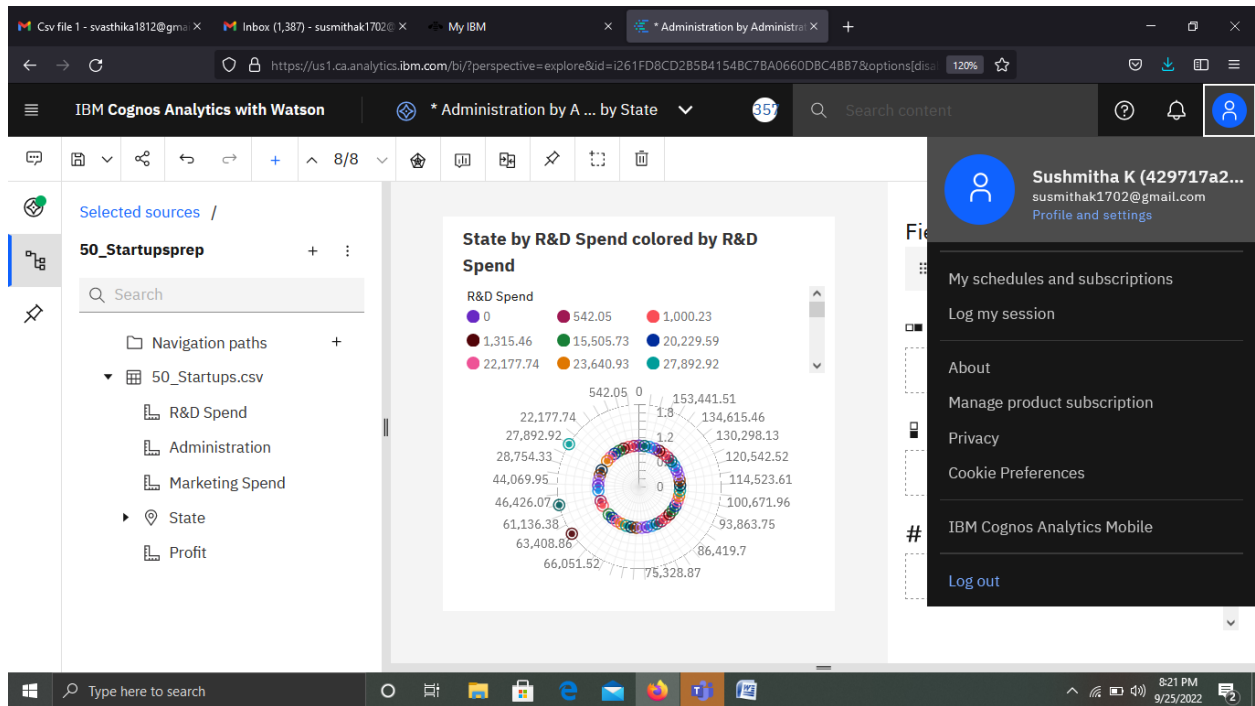 Csv file 1 - svasthika1812@gmai
Inbox (1,387) - susmithak1702@
My IBM
* Administration by Administrat
https://us1.ca.analytics.ibm.com/bi/?perspective=explore&id=i261FD8CD2B5B4154BC7BA0660DBC4BB7&options[disa
120%
IBM Cognos Analytics with Watson
* Administration by A ... by State
357
Search content
8/8
Sushmitha K (429717a2...
susmithak1702@gmail.com
Profile and settings
Selected sources /
50_Startupsprep
Search
Navigation paths
50_Startups.csv
R&D Spend
Administration
Marketing Spend
State
Profit
State by R&D Spend colored by R&D
Spend
R&D Spend
0 542.05 1,000.23
1,315.46 15,505.73 20,229.59
22,177.74 23,640.93 27,892.92
542.05 0
153,441.51
22,177.74 1.8 134,615.46
27,892.92 1.2 130,298.13
28,754.33 120,542.52
44,069.95 0 114,523.61
46,426.07 100,671.96
61,136.38 93,863.75
63,408.86 86,419.7
66,051.52 75,328.87
Fie
#
My schedules and subscriptions
Log my session
About
Manage product subscription
Privacy
Cookie Preferences
IBM Cognos Analytics Mobile
Log out
Type here to search
8:21 PM
9/25/2022
2